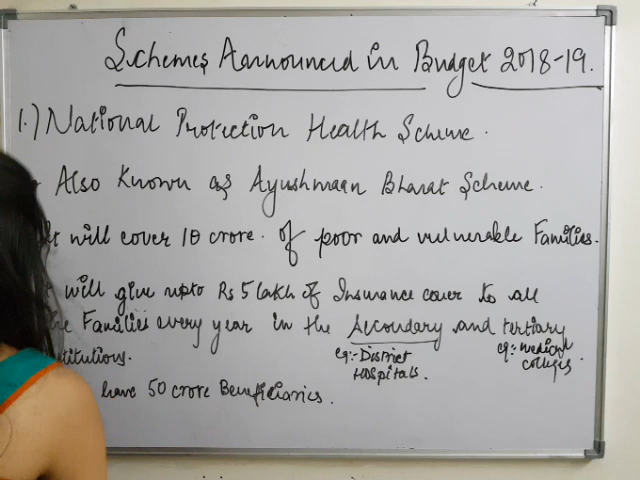 Schemes Announced in Budget 2018-19.
1.) National Protection Health Scheme.
Also Known as Ayushmaan Bharat Scheme.
It will cover 10 crore. of poor and vulnerable Families.
will give upto Rs 5 lakh of Insurance cover to all
Families every year in the Secondary and tertiary
stitutions.
eg:- District Hospitals.
eg:- medical colleges
have 50 crore Beneficiaries.